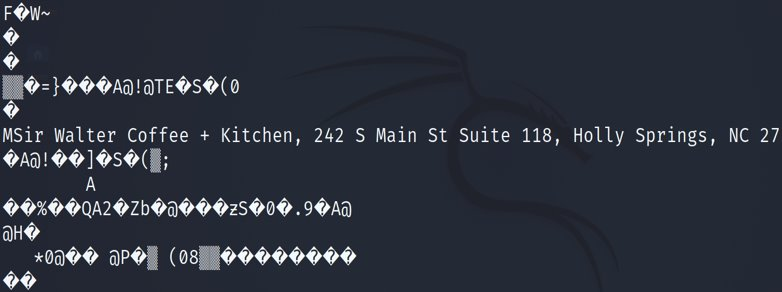 F�W~
�
�
▒▒�=}���A@!@TE�S�(0
�
MSir Walter Coffee + Kitchen, 242 S Main St Suite 118, Holly Springs, NC 27
�A@!��]�S�(▒;
A
��%��QA2�Zb�@���ƶS�0�.9�A@
@H�
*0@�� @P�▒ (08▒▒��������
��